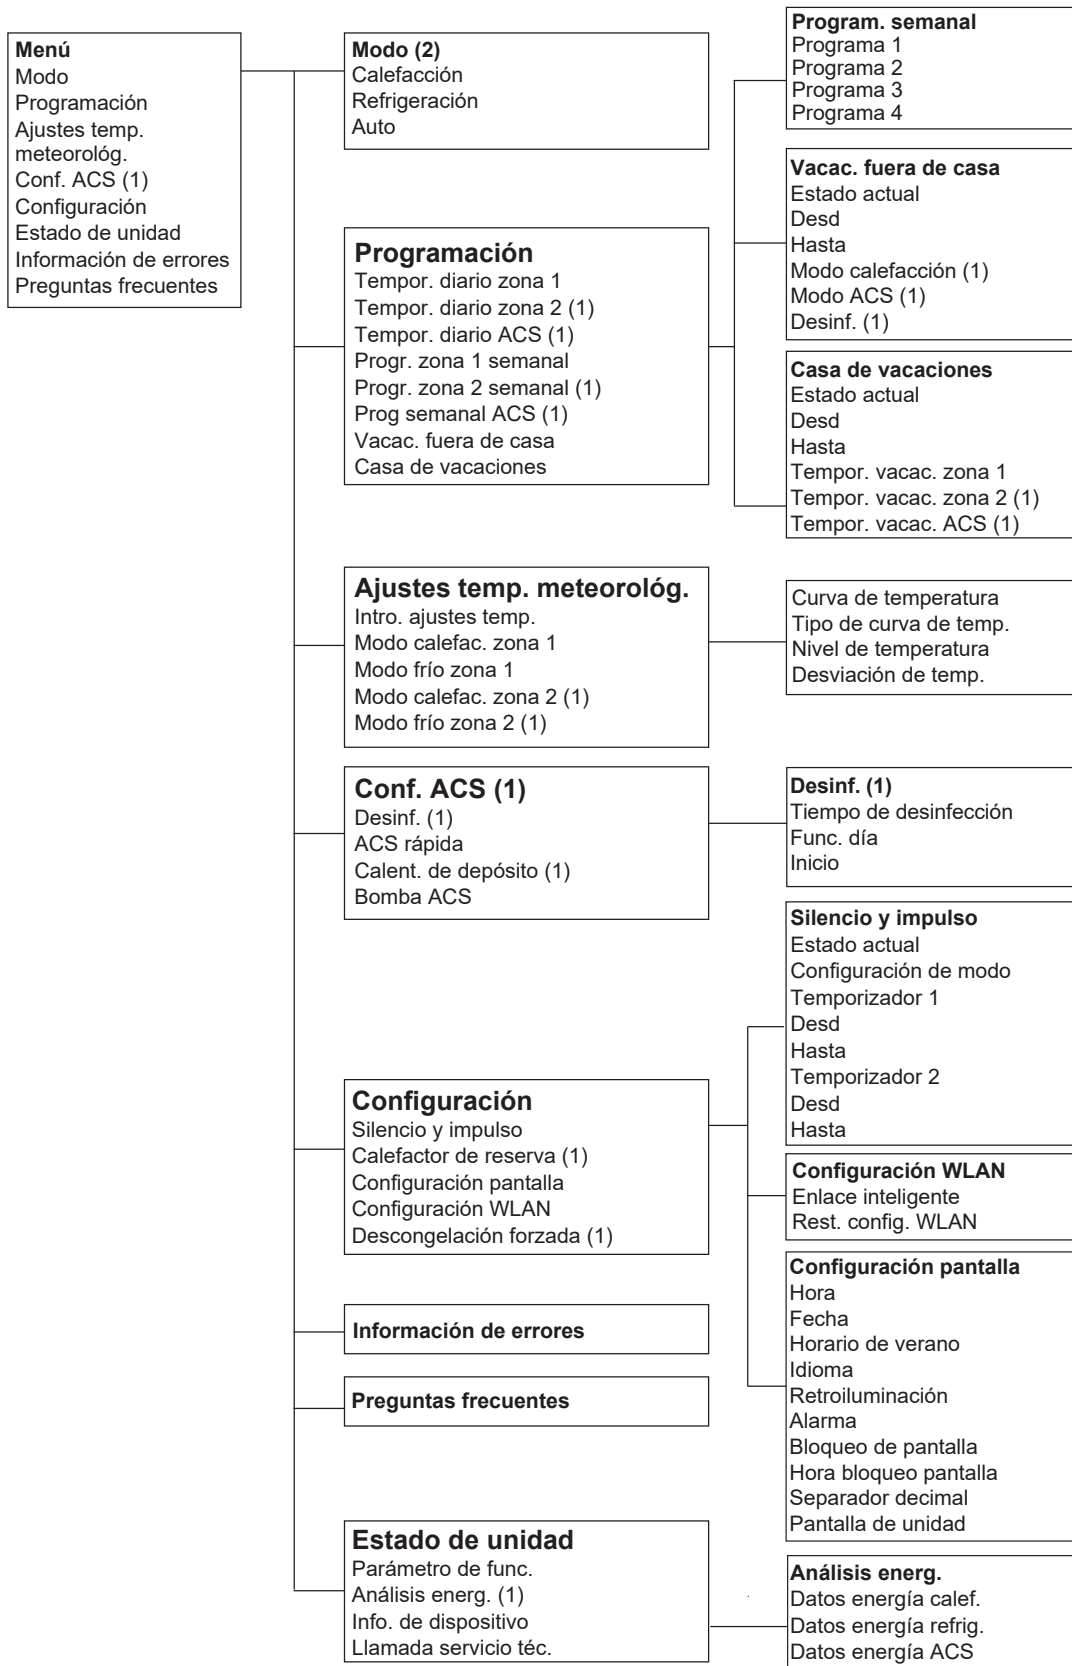 Menú
Modo
Programación
Ajustes temp.
meteorológ.
Conf. ACS (1)
Configuración
Estado de unidad
Información de errores
Preguntas frecuentes
Modo (2)
Calefacción
Refrigeración
Auto
Programación
Tempor. diario zona 1
Tempor. diario zona 2 (1)
Tempor. diario ACS (1)
Progr. zona 1 semanal
Progr. zona 2 semanal (1)
Prog semanal ACS (1)
Vacac. fuera de casa
Casa de vacaciones
Ajustes temp. meteorológ.
Intro. ajustes temp.
Modo calefac. zona 1
Modo frío zona 1
Modo calefac. zona 2 (1)
Modo frío zona 2 (1)
Conf. ACS (1)
Desinf. (1)
ACS rápida
Calent. de depósito (1)
Bomba ACS
Configuración
Silencio y impulso
Calefactor de reserva (1)
Configuración pantalla
Configuración WLAN
Descongelación forzada (1)
Información de errores
Preguntas frecuentes
Estado de unidad
Parámetro de func.
Análisis energ. (1)
Info. de dispositivo
Llamada servicio téc.
Program. semanal
Programa 1
Programa 2
Programa 3
Programa 4
Vacac. fuera de casa
Estado actual
Desd
Hasta
Modo calefacción (1)
Modo ACS (1)
Desinf. (1)
Casa de vacaciones
Estado actual
Desd
Hasta
Tempor. vacac. zona 1
Tempor. vacac. zona 2 (1)
Tempor. vacac. ACS (1)
Curva de temperatura
Tipo de curva de temp.
Nivel de temperatura
Desviación de temp.
Desinf. (1)
Tiempo de desinfección
Func. día
Inicio
Silencio y impulso
Estado actual
Configuración de modo
Temporizador 1
Desd
Hasta
Temporizador 2
Desd
Hasta
Configuración WLAN
Enlace inteligente
Rest. config. WLAN
Configuración pantalla
Hora
Fecha
Horario de verano
Idioma
Retroiluminación
Alarma
Bloqueo de pantalla
Hora bloqueo pantalla
Separador decimal
Pantalla de unidad
Análisis energ.
Datos energía calef.
Datos energía refrig.
Datos energía ACS